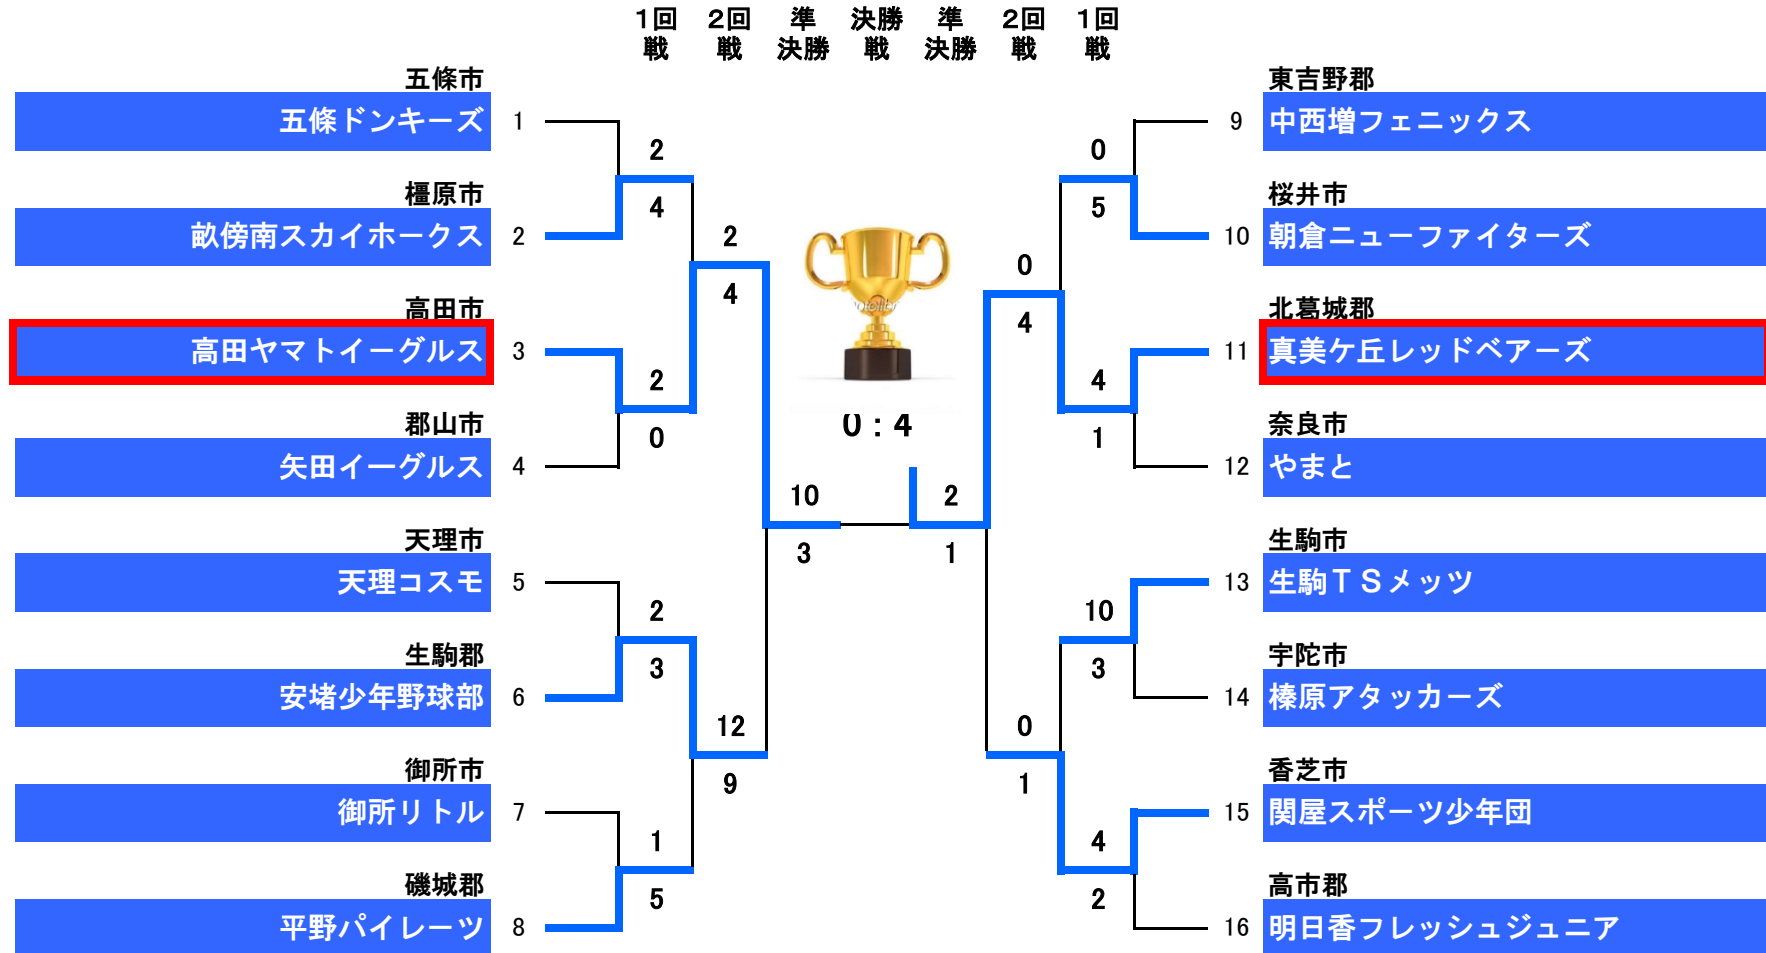 1回戦 2回戦 準決勝 決勝戦 準決勝 2回戦 1回戦
五條市
五條ドンキーズ 1
橿原市
畝傍南スカイホークス 2
高田市
高田ヤマトイーグルス 3
郡山市
矢田イーグルス 4
天理市
天理コスモ 5
生駒郡
安堵少年野球部 6
御所市
御所リトル 7
磯城郡
平野パイレーツ 8
2
4
2
0
2
3
1
5
2
4
12
9
10
3
0 : 4
2
1
0
4
0
1
0
5
4
1
10
3
4
2
東吉野郡
9 中西増フェニックス
桜井市
10 朝倉ニューファイターズ
北葛城郡
11 真美ケ丘レッドベアーズ
奈良市
12 やまと
生駒市
13 生駒ＴＳメッツ
宇陀市
14 榛原アタッカーズ
香芝市
15 関屋スポーツ少年団
高市郡
16 明日香フレッシュジュニア